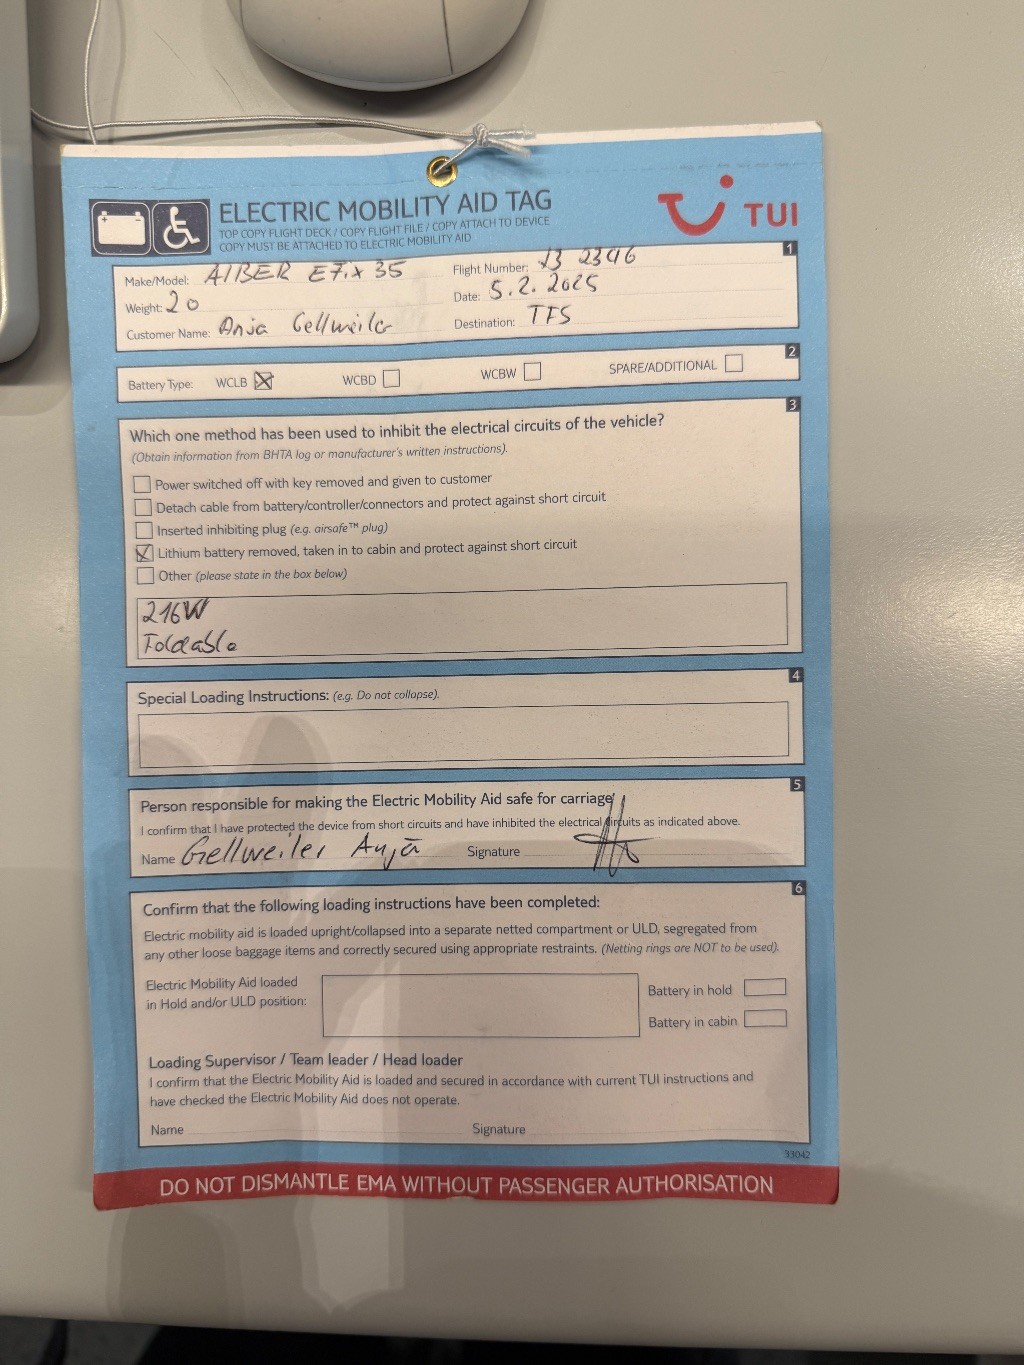 ELECTRIC MOBILITY AID TAG
TOP COPY FLIGHT DECK / COPY FLIGHT FILE / COPY ATTACH TO DEVICE
COPY MUST BE ATTACHED TO ELECTRIC MOBILITY AID
TUI
1
Make/Model: AlBER EFix 35
Flight Number: 2346
Weight: 20
Date: 5.2.2025
Customer Name: Anja Gellweiler
Destination: TFS
2
Battery Type: WCLB WCBD WCBW SPARE/ADDITIONAL
3
Which one method has been used to inhibit the electrical circuits of the vehicle?
(Obtain information from BHTA log or manufacturer's written instructions).
Power switched off with key removed and given to customer
Detach cable from battery/controller/connectors and protect against short circuit
Inserted inhibiting plug (e.g. airsafe™ plug)
Lithium battery removed, taken in to cabin and protect against short circuit
Other (please state in the box below)
216W
Foldable
4
Special Loading Instructions: (e.g. Do not collapse).
5
Person responsible for making the Electric Mobility Aid safe for carriage
I confirm that I have protected the device from short circuits and have inhibited the electrical circuits as indicated above.
Name Gellweiler Anja Signature
6
Confirm that the following loading instructions have been completed:
Electric mobility aid is loaded upright/collapsed into a separate netted compartment or ULD, segregated from
any other loose baggage items and correctly secured using appropriate restraints. (Netting rings are NOT to be used).
Electric Mobility Aid loaded
in Hold and/or ULD position:
Battery in hold
Battery in cabin
Loading Supervisor / Team leader / Head loader
I confirm that the Electric Mobility Aid is loaded and secured in accordance with current TUI instructions and
have checked the Electric Mobility Aid does not operate.
Name Signature
33042
DO NOT DISMANTLE EMA WITHOUT PASSENGER AUTHORISATION